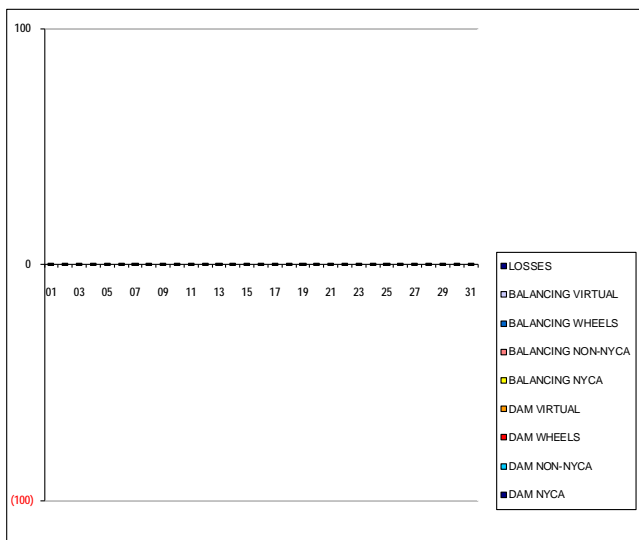 100
0
01 03 05 07 09 11 13 15 17 19 21 23 25 27 29 31
(100)
LOSSES
BALANCING VIRTUAL
BALANCING WHEELS
BALANCING NON-NYCA
BALANCING NYCA
DAM VIRTUAL
DAM WHEELS
DAM NON-NYCA
DAM NYCA